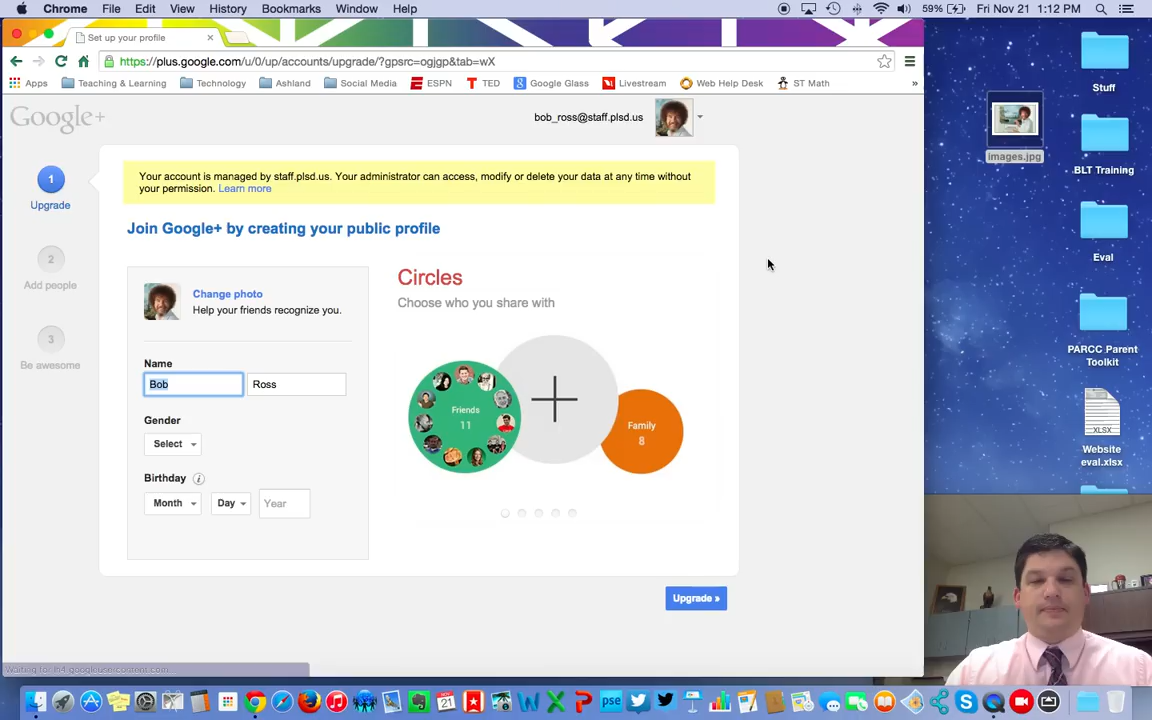 Chrome File Edit View History Bookmarks Window Help 59% Fri Nov 21 1:12 PM
Set up your profile
https://plus.google.com/u/0/up/accounts/upgrade/?gpsrc=ogjgp&tab=wX
Apps Teaching & Learning Technology Ashland Social Media ESPN TED Google Glass Livestream Web Help Desk ST Math »
Google+
bob_ross@staff.plsd.us
1
Upgrade
2
Add people
3
Be awesome
Your account is managed by staff.plsd.us. Your administrator can access, modify or delete your data at any time without
your permission. Learn more
Join Google+ by creating your public profile
Change photo
Help your friends recognize you.
Name
Bob Ross
Gender
Select
Birthday i
Month Day Year
Circles
Choose who you share with
Friends
11
Family
8
Upgrade »
Waiting for lh4.googleusercontent.com...
images.jpg
Stuff
BLT Training
Eval
PARCC Parent
Toolkit
XLSX
Website
eval.xlsx